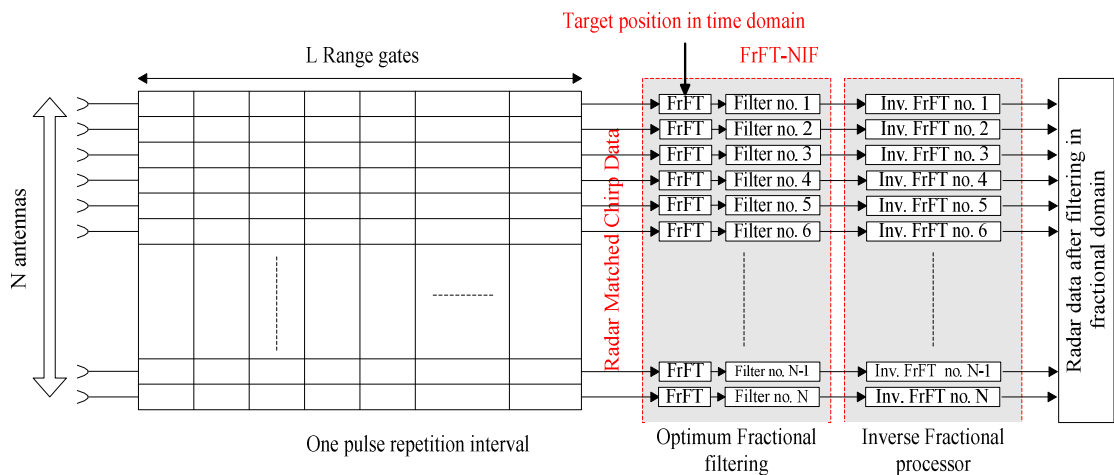 Target position in time domain
L Range gates
FrFT-NIF
N antennas
Radar Matched Chirp Data
FrFT Filter no. 1 Inv. FrFT no. 1
FrFT Filter no. 2 Inv. FrFT no. 2
FrFT Filter no. 3 Inv. FrFT no. 3
FrFT Filter no. 4 Inv. FrFT no. 4
FrFT Filter no. 5 Inv. FrFT no. 5
FrFT Filter no. 6 Inv. FrFT no. 6
FrFT Filter no. N-1 Inv. FrFT no. N-1
FrFT Filter no. N Inv. FrFT no. N
Radar data after filtering in
fractional domain
One pulse repetition interval
Optimum Fractional
filtering
Inverse Fractional
processor